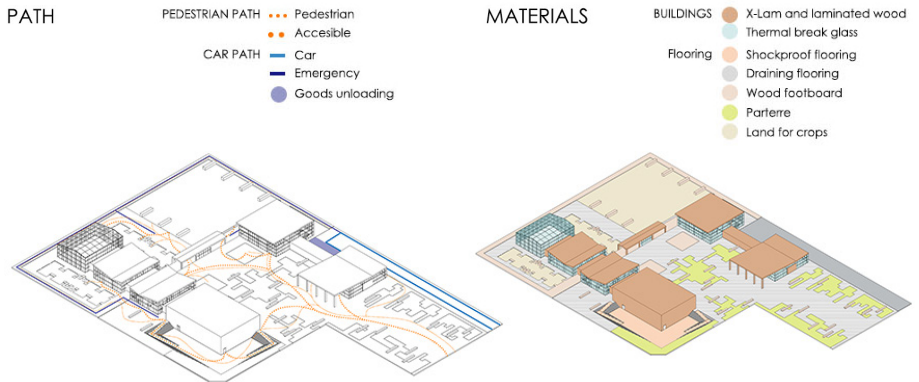 PATH
PEDESTRIAN PATH Pedestrian
Accesible
CAR PATH Car
Emergency
Goods unloading
MATERIALS
BUILDINGS X-Lam and laminated wood
Thermal break glass
Flooring Shockproof flooring
Draining flooring
Wood footboard
Parterre
Land for crops